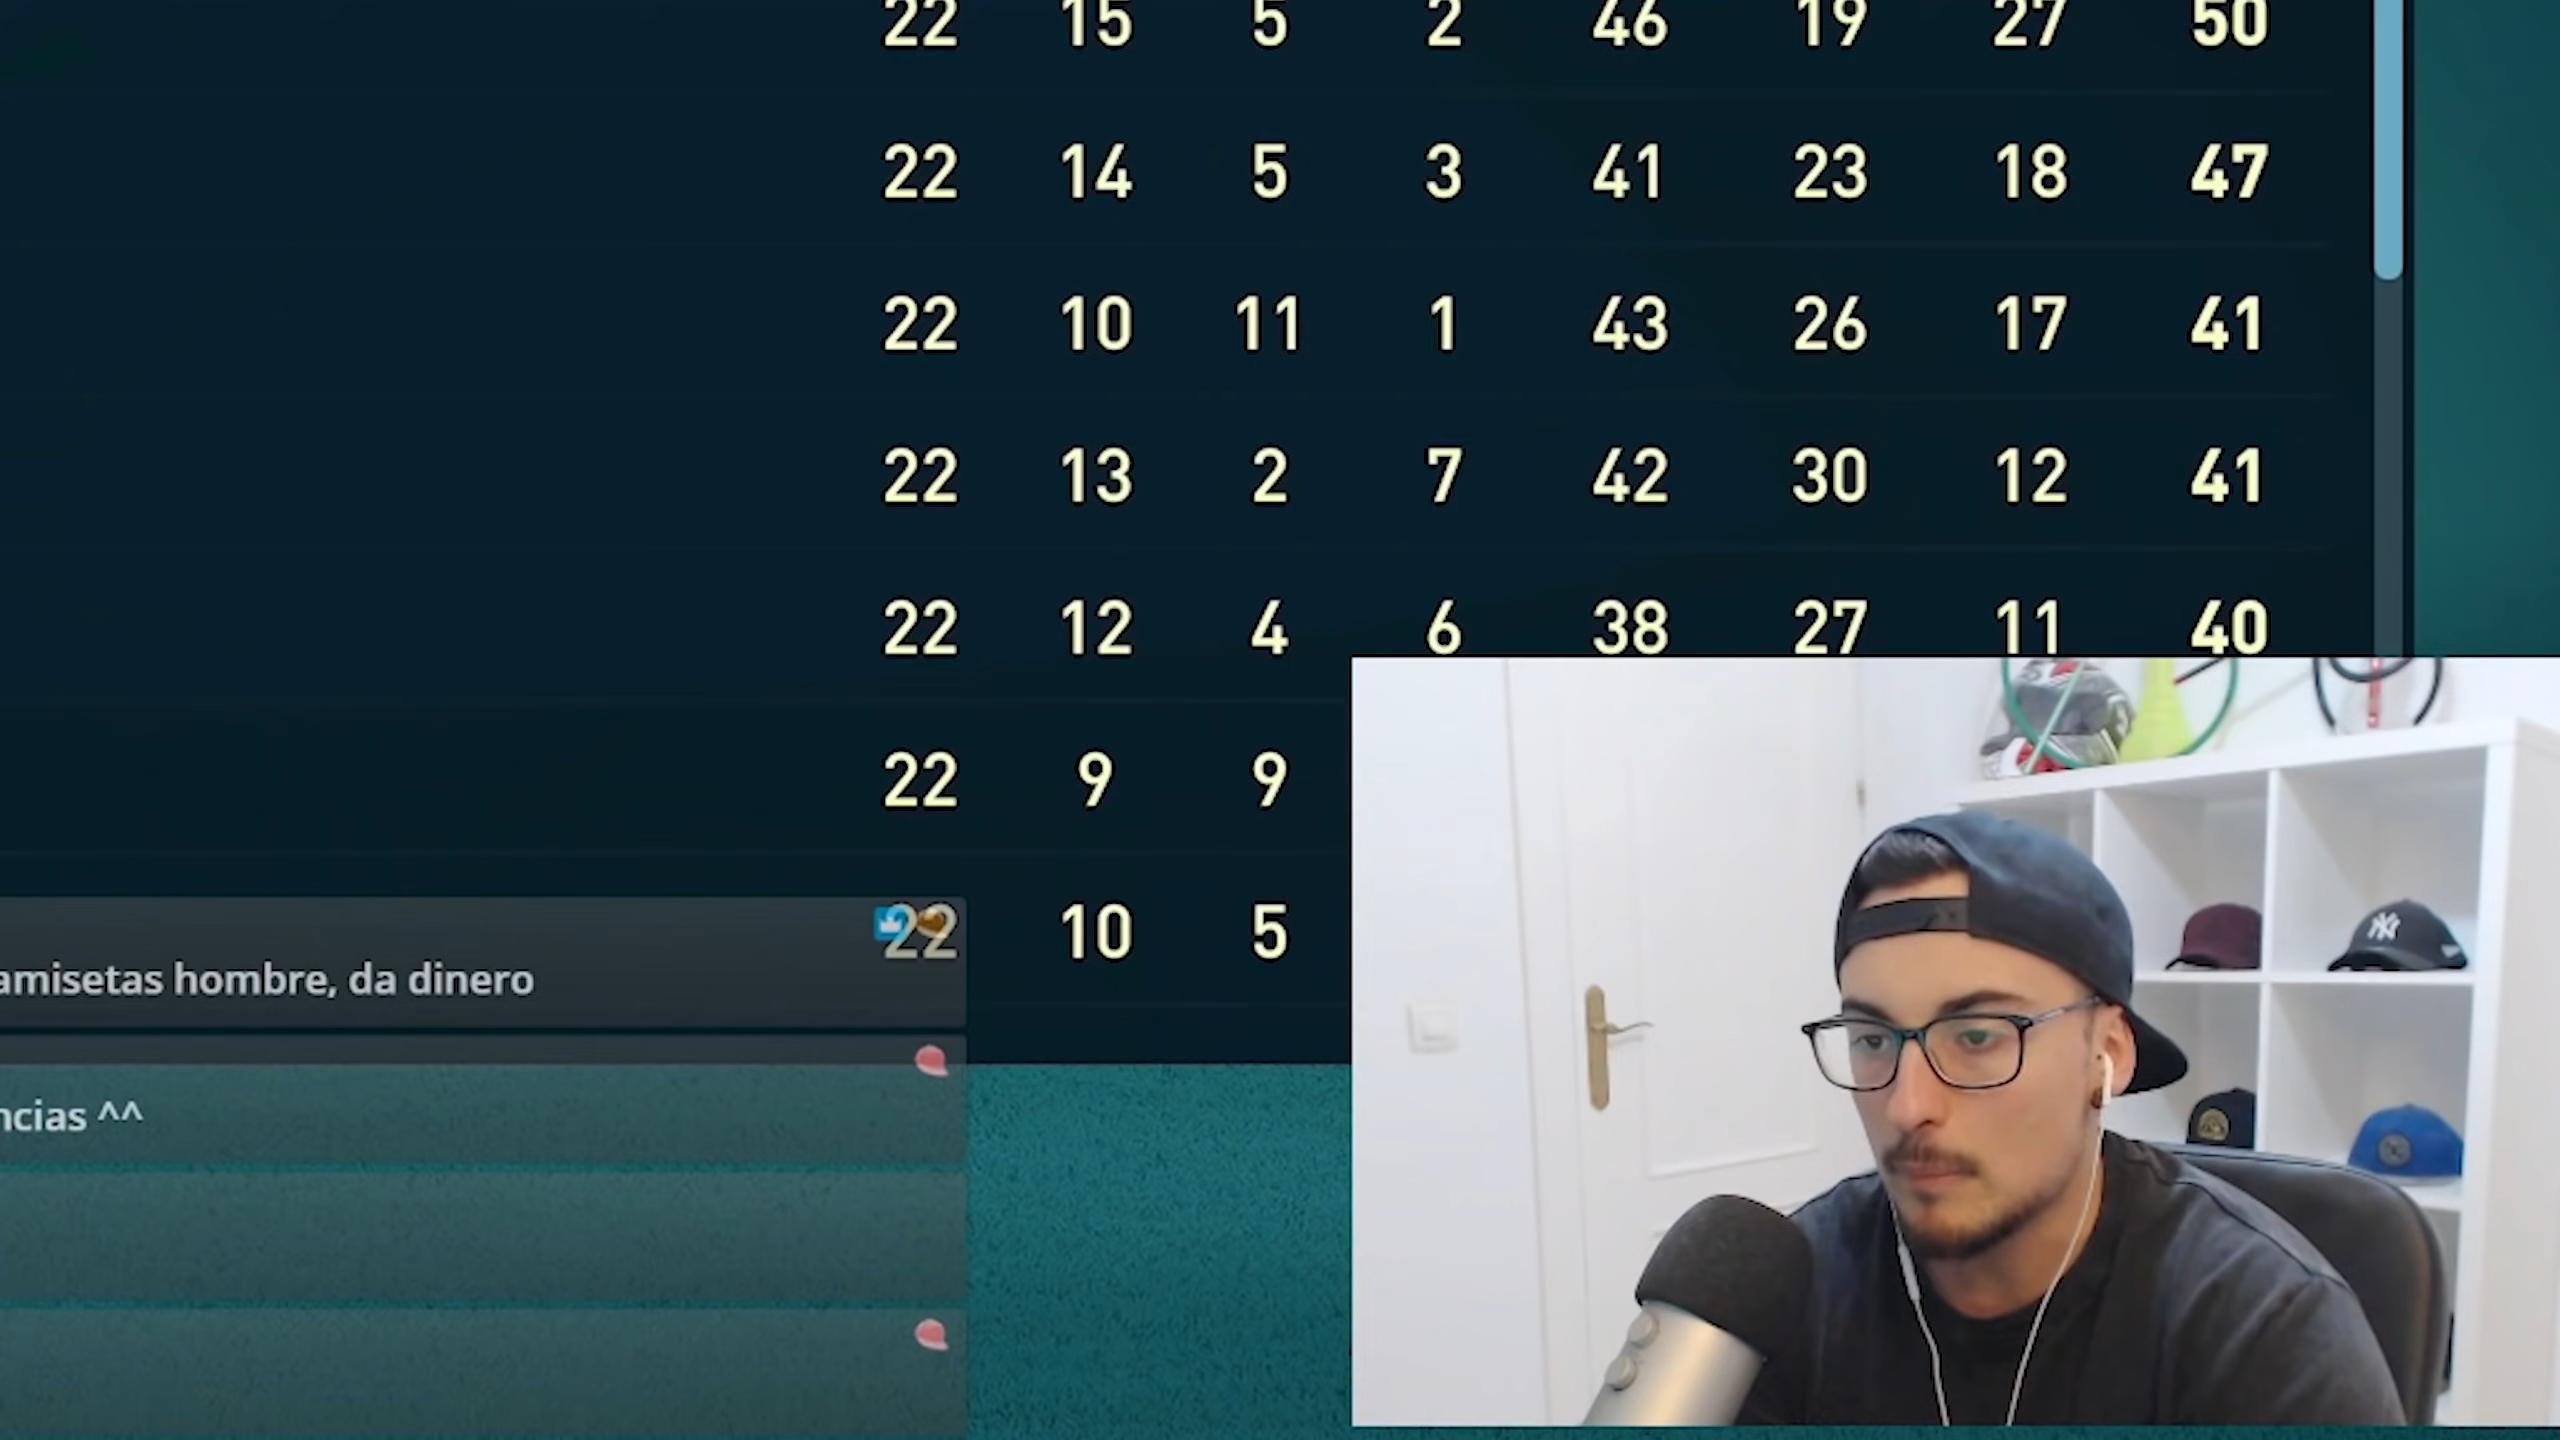 22 15 5 2 46 19 27 50
22 14 5 3 41 23 18 47
22 10 11 1 43 26 17 41
22 13 2 7 42 30 12 41
22 12 4 6 38 27 11 40
22 9 9
22 10 5
amisetas hombre, da dinero
ncias ^^
NY